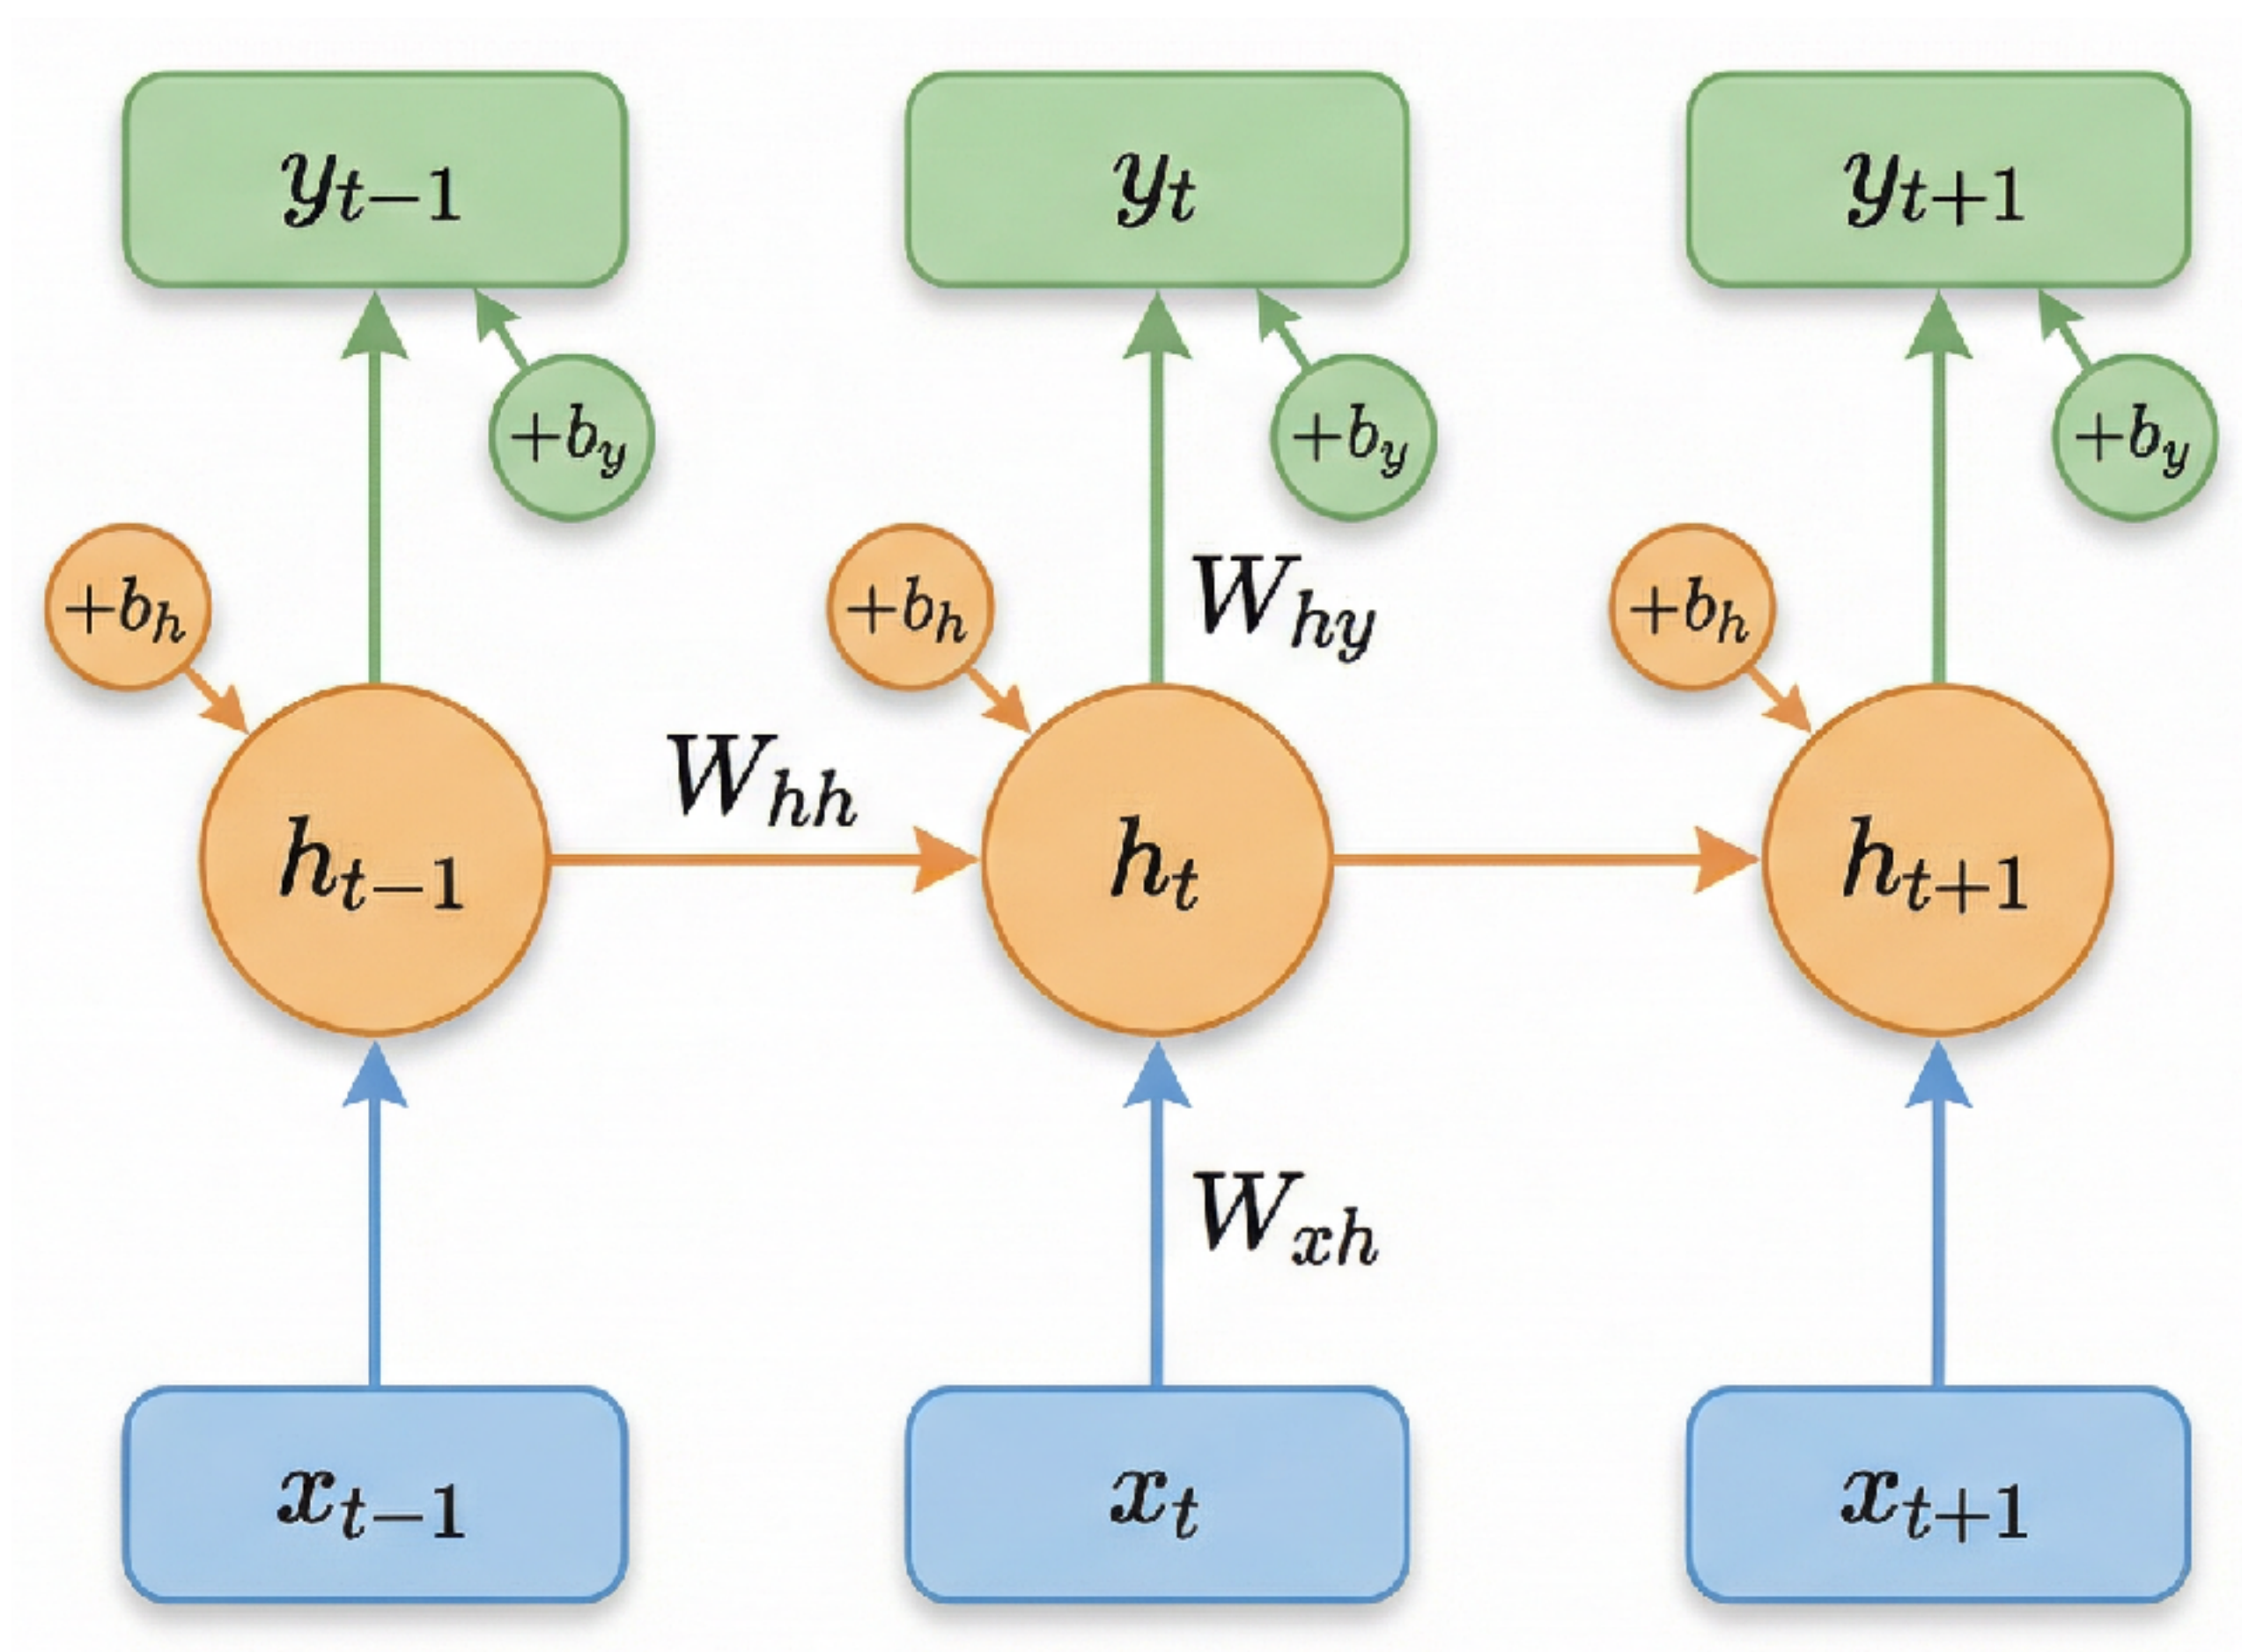 y_{t-1}
y_t
y_{t+1}
+b_y
+b_y
+b_y
+b_h
+b_h
W_{hy}
+b_h
W_{hh}
h_{t-1}
h_t
h_{t+1}
W_{xh}
x_{t-1}
x_t
x_{t+1}